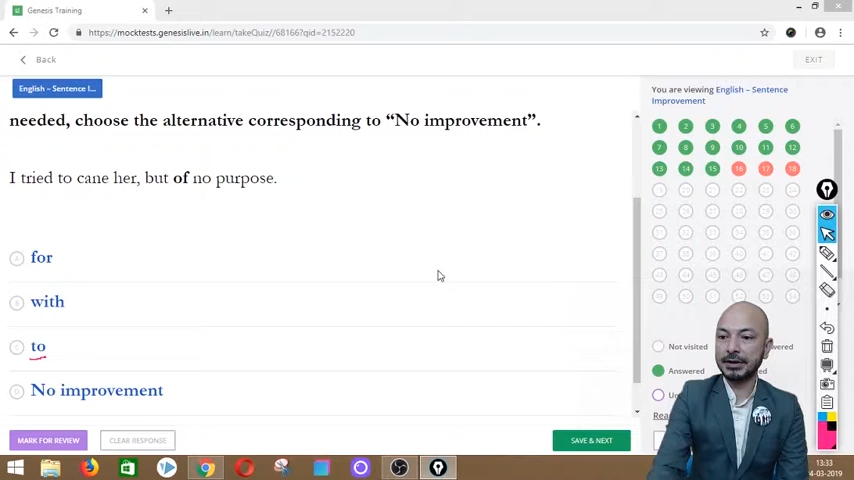 Genesis Training
https://mocktests.genesislive.in/learn/takeQuiz//68166?qid=2152220
Back
EXIT
English – Sentence I...
You are viewing English – Sentence
Improvement
needed, choose the alternative corresponding to “No improvement”.
1 2 3 4 5 6
7 8 9 10 11 12
13 14 15 16 17 18
I tried to cane her, but of no purpose.
A for
B with
C to
D No improvement
Not visited
Answered
MARK FOR REVIEW
CLEAR RESPONSE
SAVE & NEXT
13:33